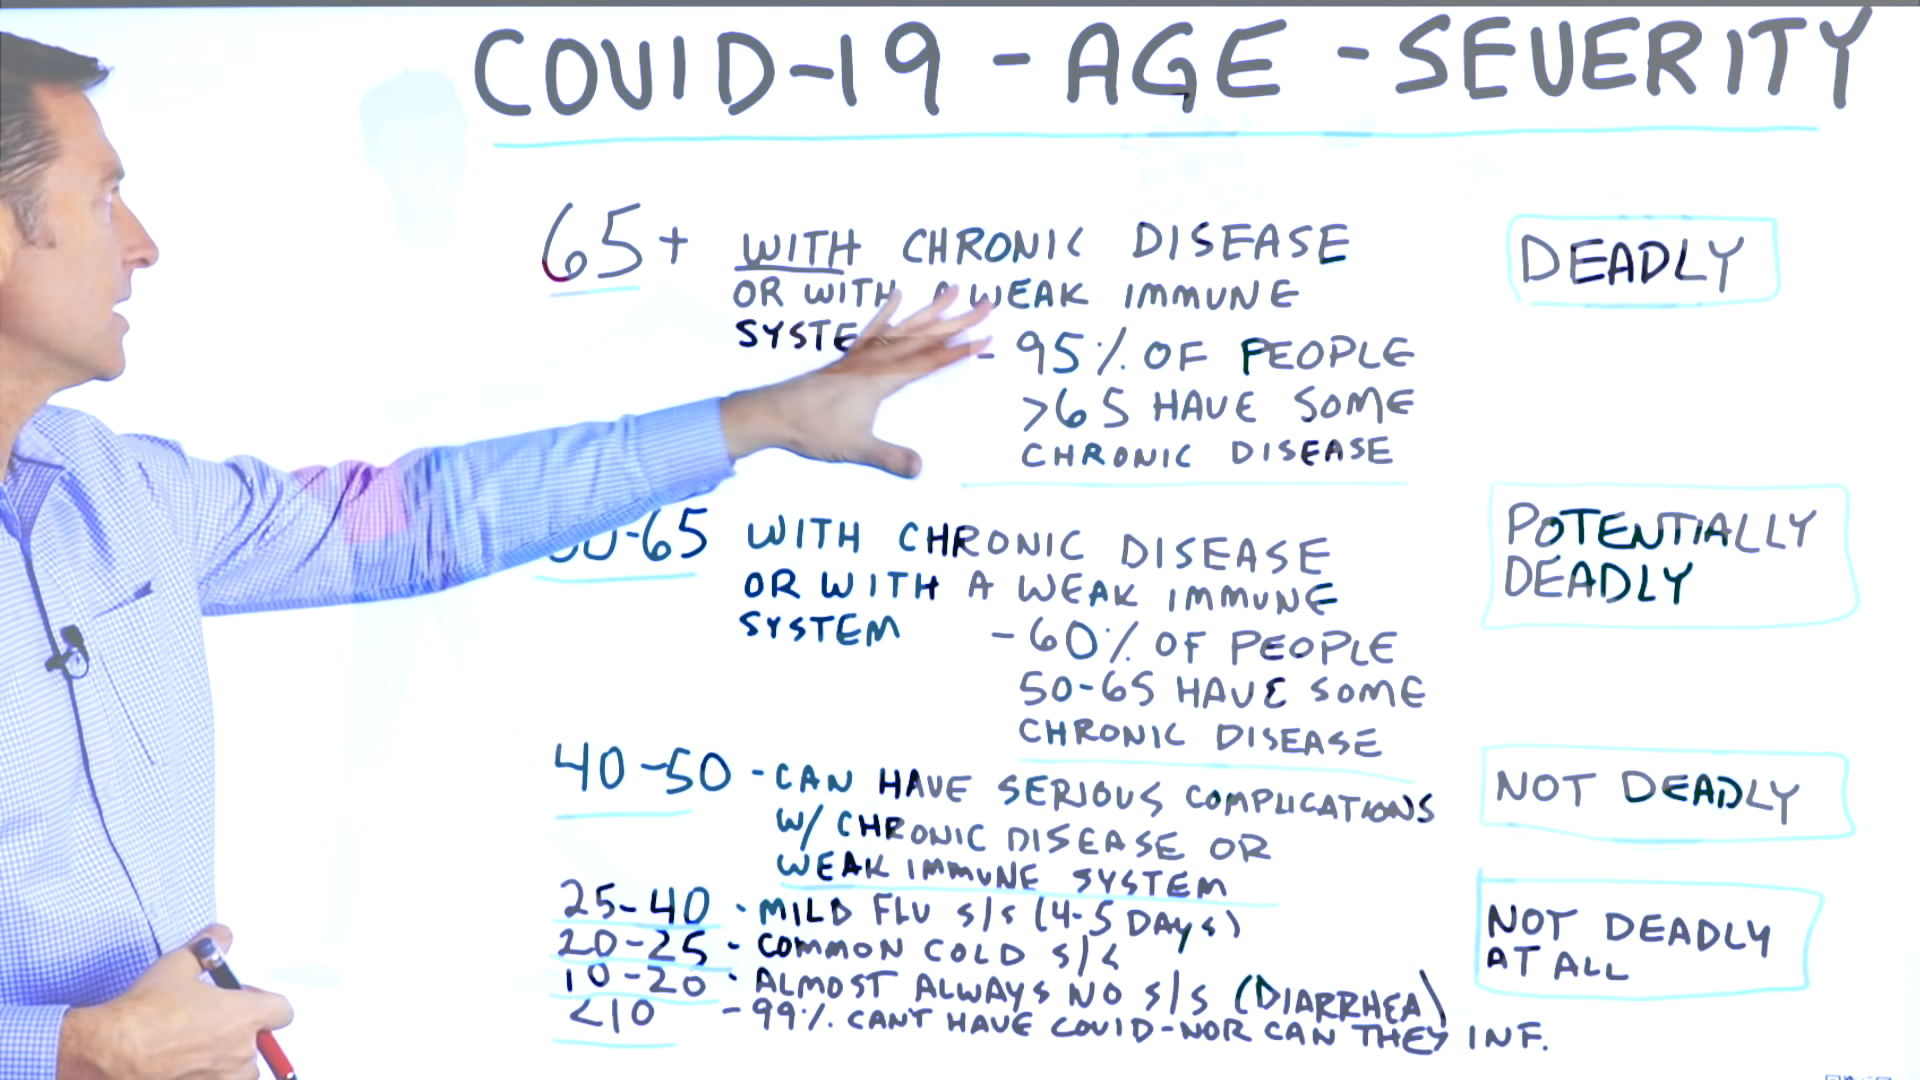 COVID-19 - AGE - SEVERITY
65+ WITH CHRONIC DISEASE
OR WITH A WEAK IMMUNE
SYSTE
- 95% OF PEOPLE
>65 HAVE SOME
CHRONIC DISEASE
DEADLY
-65 WITH CHRONIC DISEASE
OR WITH A WEAK IMMUNE
SYSTEM
- 60% OF PEOPLE
50-65 HAVE SOME
CHRONIC DISEASE
POTENTIALLY
DEADLY
40-50 - CAN HAVE SERIOUS COMPLICATIONS
W/ CHRONIC DISEASE OR
WEAK IMMUNE SYSTEM
NOT DEADLY
25-40 - MILD FLU S/S (4-5 DAYS)
20-25 - COMMON COLD S/S
10-20 - ALMOST ALWAYS NO S/S (DIARRHEA)
<10 - 99% CANT HAVE COVID-NOR CAN THEY INF.
NOT DEADLY
AT ALL